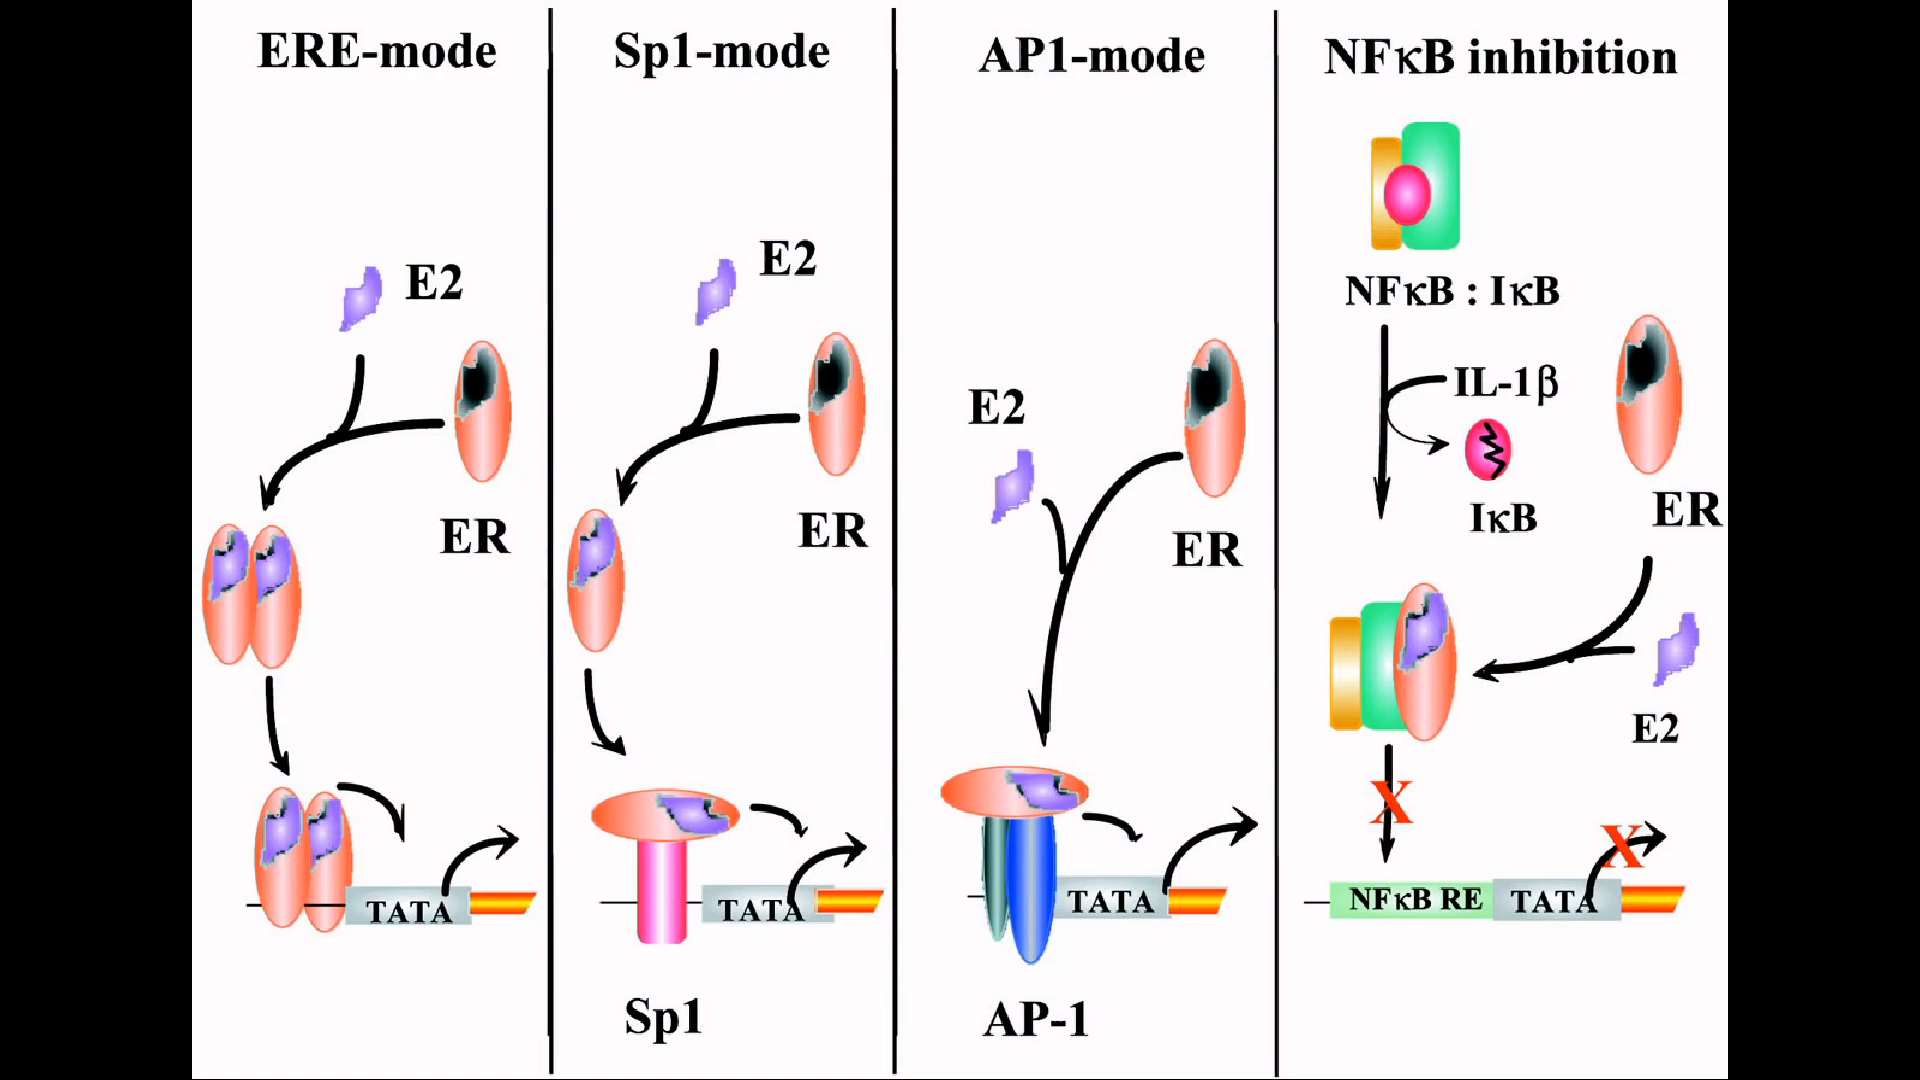 ERE-mode
E2
ER
TATA
Sp1-mode
E2
ER
TATA
Sp1
AP1-mode
E2
ER
TATA
AP-1
NFκB inhibition
NFκB : IκB
IL-1β
IκB
ER
E2
X
X
NFκB RE TATA